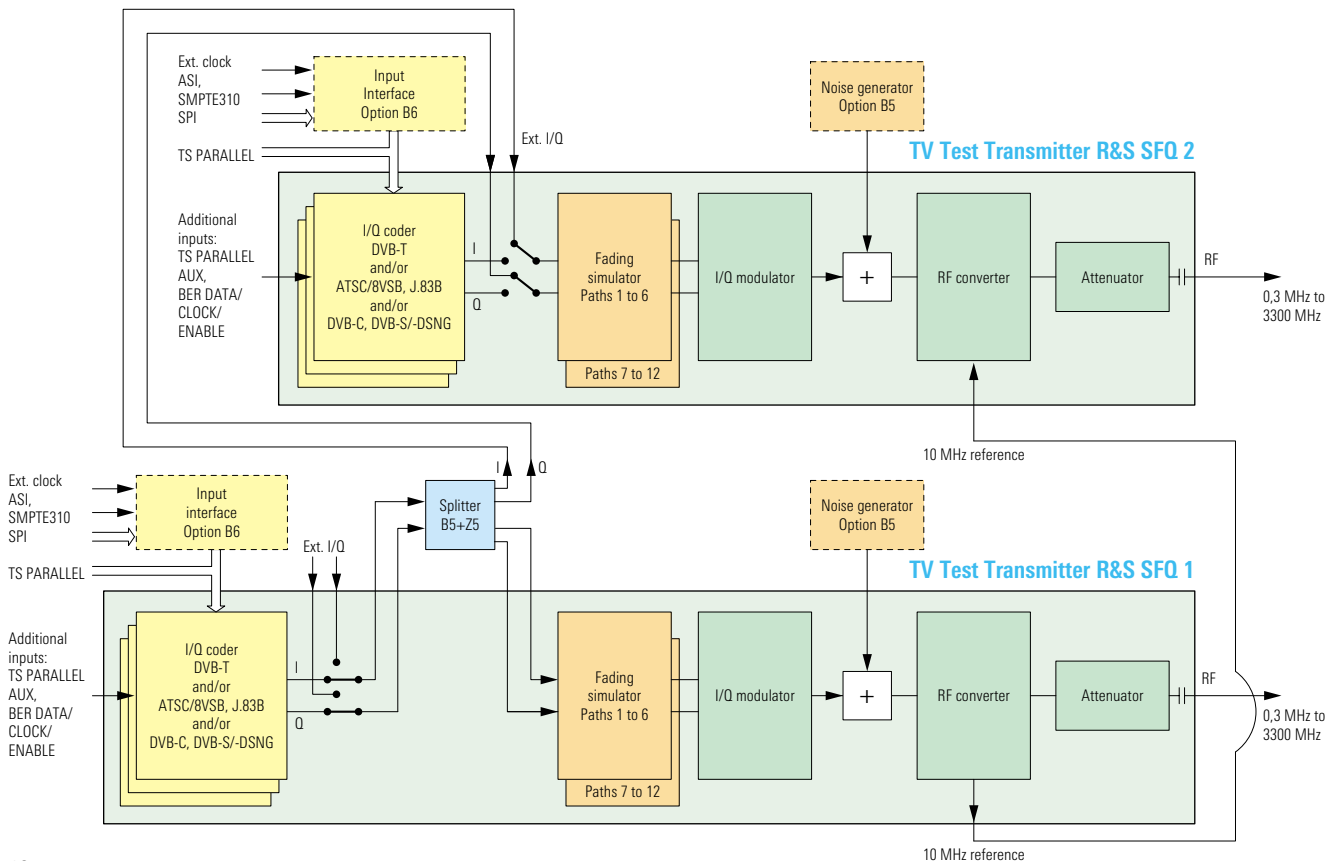 Ext. clock
ASI,
SMPTE310
SPI
TS PARALLEL
Input
Interface
Option B6
Ext. I/Q
Noise generator
Option B5
TV Test Transmitter R&S SFQ 2
Additional
inputs:
TS PARALLEL
AUX,
BER DATA/
CLOCK/
ENABLE
I/Q coder
DVB-T
and/or
ATSC/8VSB, J.83B
and/or
DVB-C, DVB-S/-DSNG
I
Q
Fading
simulator
Paths 1 to 6
Paths 7 to 12
I/Q modulator
+
RF converter
Attenuator
RF
0,3 MHz to
3300 MHz
10 MHz reference
I
Q
Splitter
B5+Z5
Ext. clock
ASI,
SMPTE310
SPI
TS PARALLEL
Input
interface
Option B6
Ext. I/Q
Noise generator
Option B5
TV Test Transmitter R&S SFQ 1
Additional
inputs:
TS PARALLEL
AUX,
BER DATA/
CLOCK/
ENABLE
I/Q coder
DVB-T
and/or
ATSC/8VSB, J.83B
and/or
DVB-C, DVB-S/-DSNG
I
Q
Fading
simulator
Paths 1 to 6
Paths 7 to 12
I/Q modulator
+
RF converter
Attenuator
RF
0,3 MHz to
3300 MHz
10 MHz reference